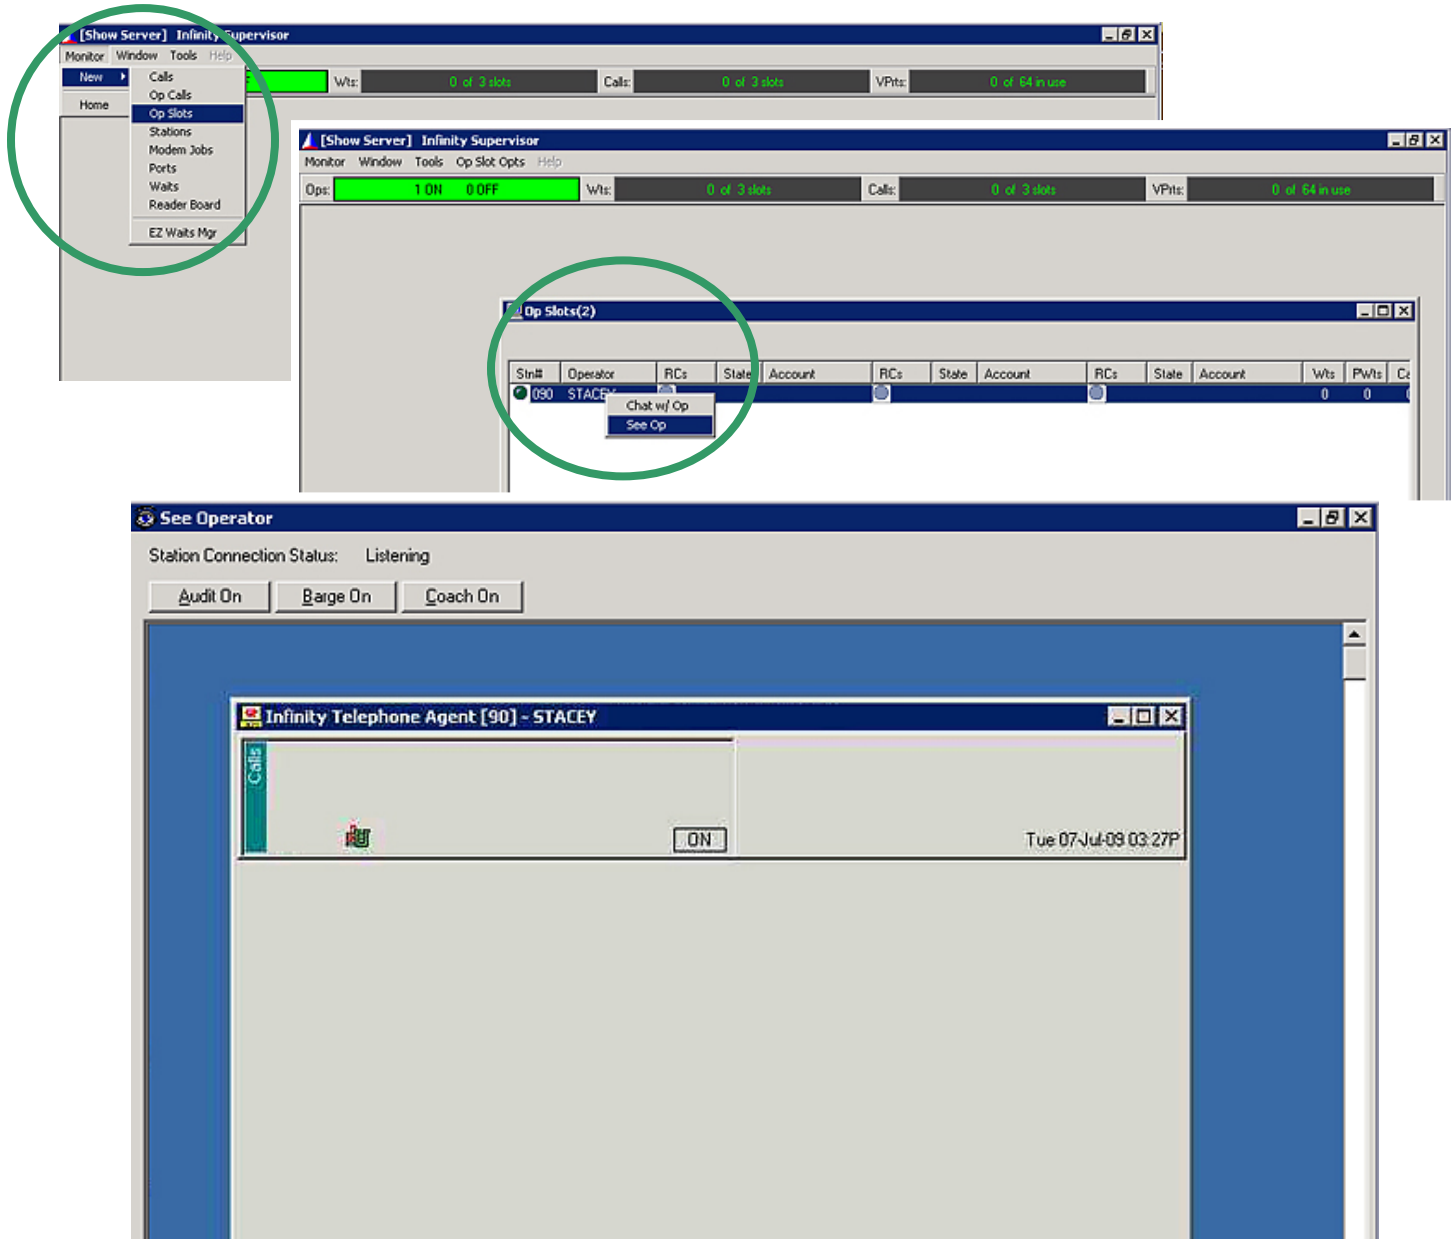 [Show Server] Infinity Supervisor
Monitor Window Tools Help
Wts: 0 of 3 slots Calls: 0 of 3 slots VPrts: 0 of 64 in use
New
Home
Calls
Op Calls
Op Slots
Stations
Modem Jobs
Ports
Waits
Reader Board
EZ Waits Mgr
[Show Server] Infinity Supervisor
Monitor Window Tools Op Slot Opts Help
Ops: 1 ON 0 OFF Wts: 0 of 3 slots Calls: 0 of 3 slots VPrts: 0 of 64 in use
Op Slots(2)
Stn# Operator RCs State Account RCs State Account RCs State Account Wts PWts
090 STACEY 0 0
Chat w/ Op
See Op
See Operator
Station Connection Status: Listening
Audit On Barge On Coach On
Infinity Telephone Agent [90] - STACEY
Calls
ON
Tue 07-Jul-09 03:27P